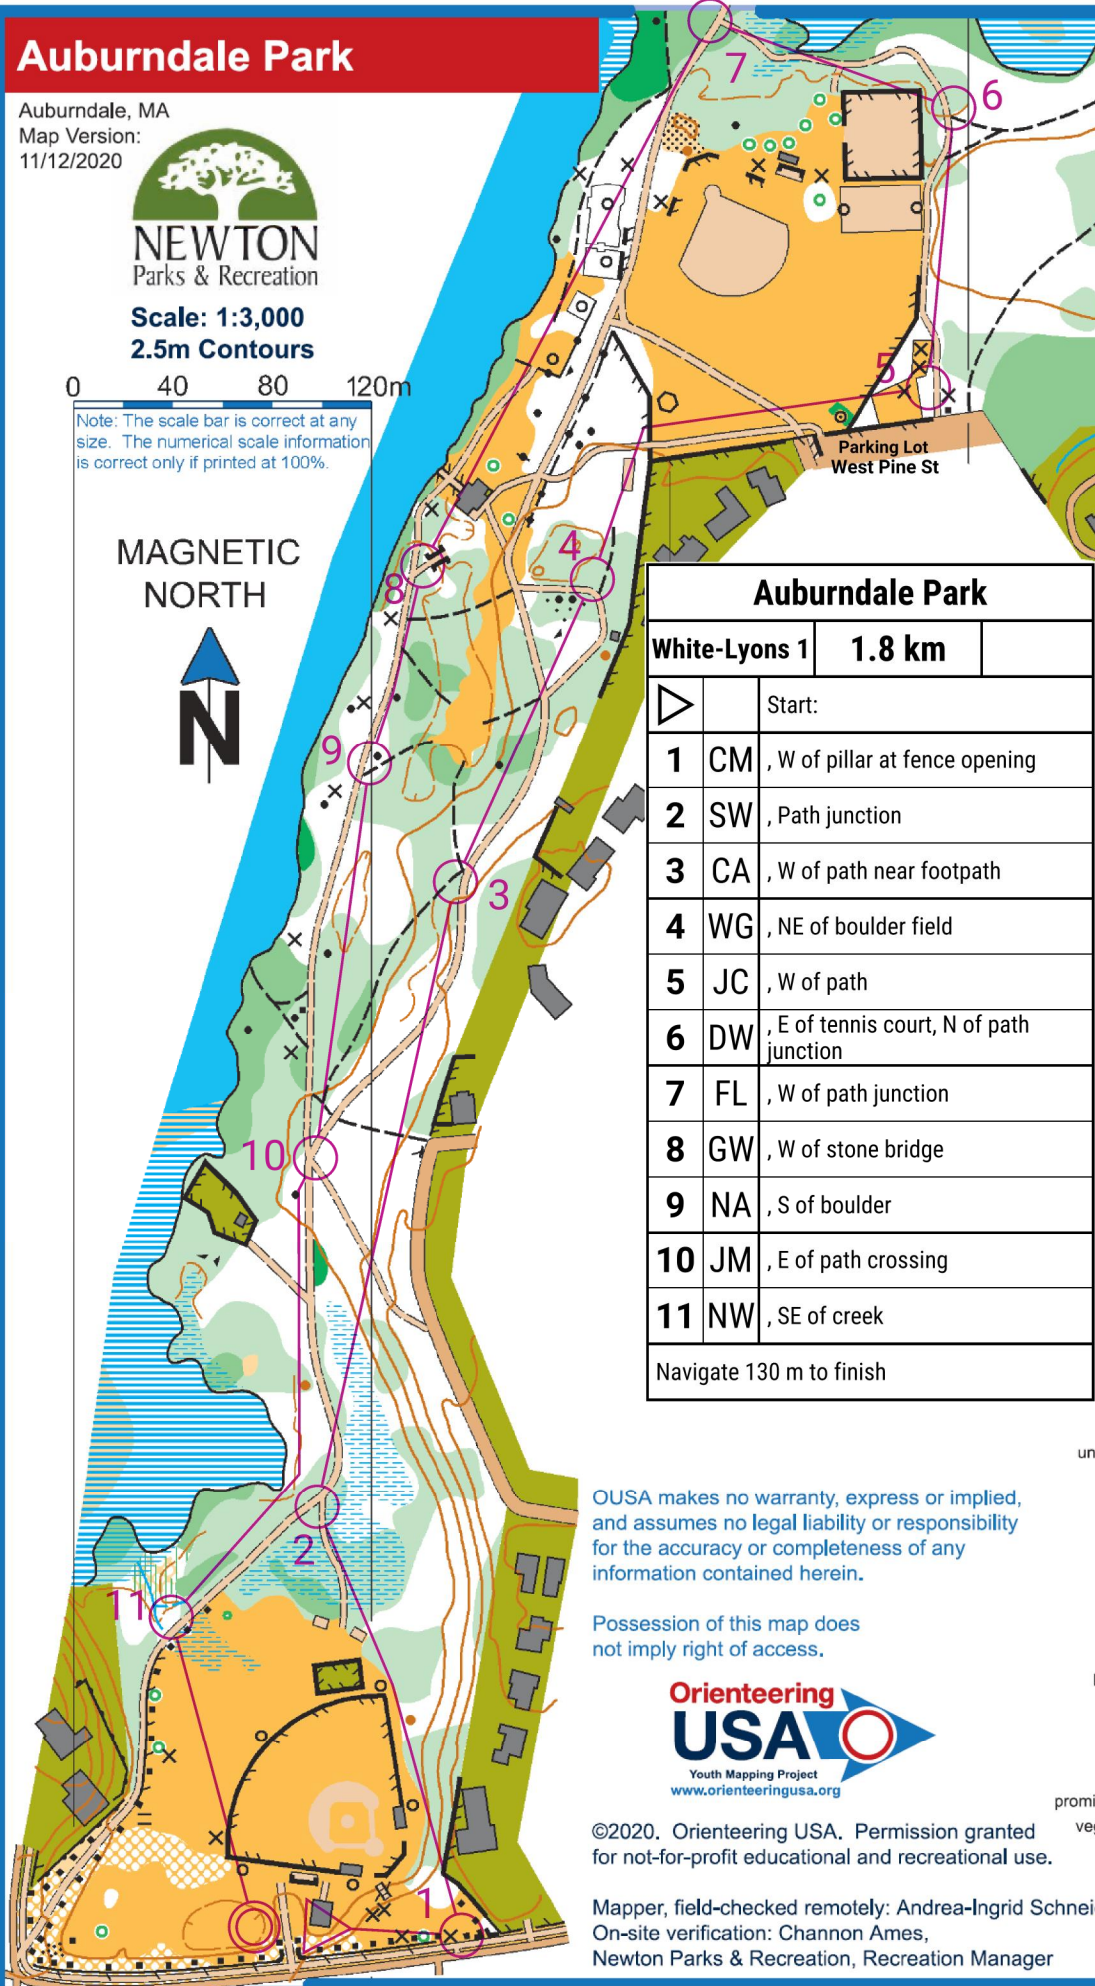 Auburndale Park
Auburndale, MA
Map Version:
11/12/2020
NEWTON
Parks & Recreation
Scale: 1:3,000
2.5m Contours
0 40 80 120m
Note: The scale bar is correct at any
size. The numerical scale information
is correct only if printed at 100%.
MAGNETIC
NORTH
N
7
6
5
Parking Lot
West Pine St
4
8
9
3
10
2
11
1
Auburndale Park
White-Lyons 1 1.8 km
Start:
1 CM , W of pillar at fence opening
2 SW , Path junction
3 CA , W of path near footpath
4 WG , NE of boulder field
5 JC , W of path
6 DW , E of tennis court, N of path
junction
7 FL , W of path junction
8 GW , W of stone bridge
9 NA , S of boulder
10 JM , E of path crossing
11 NW , SE of creek
Navigate 130 m to finish
un
OUSA makes no warranty, express or implied,
and assumes no legal liability or responsibility
for the accuracy or completeness of any
information contained herein.
Possession of this map does
not imply right of access.
Orienteering
USA
Youth Mapping Project
www.orienteeringusa.org
promi
veg
©2020. Orienteering USA. Permission granted
for not-for-profit educational and recreational use.
Mapper, field-checked remotely: Andrea-Ingrid Schnei
On-site verification: Channon Ames,
Newton Parks & Recreation, Recreation Manager